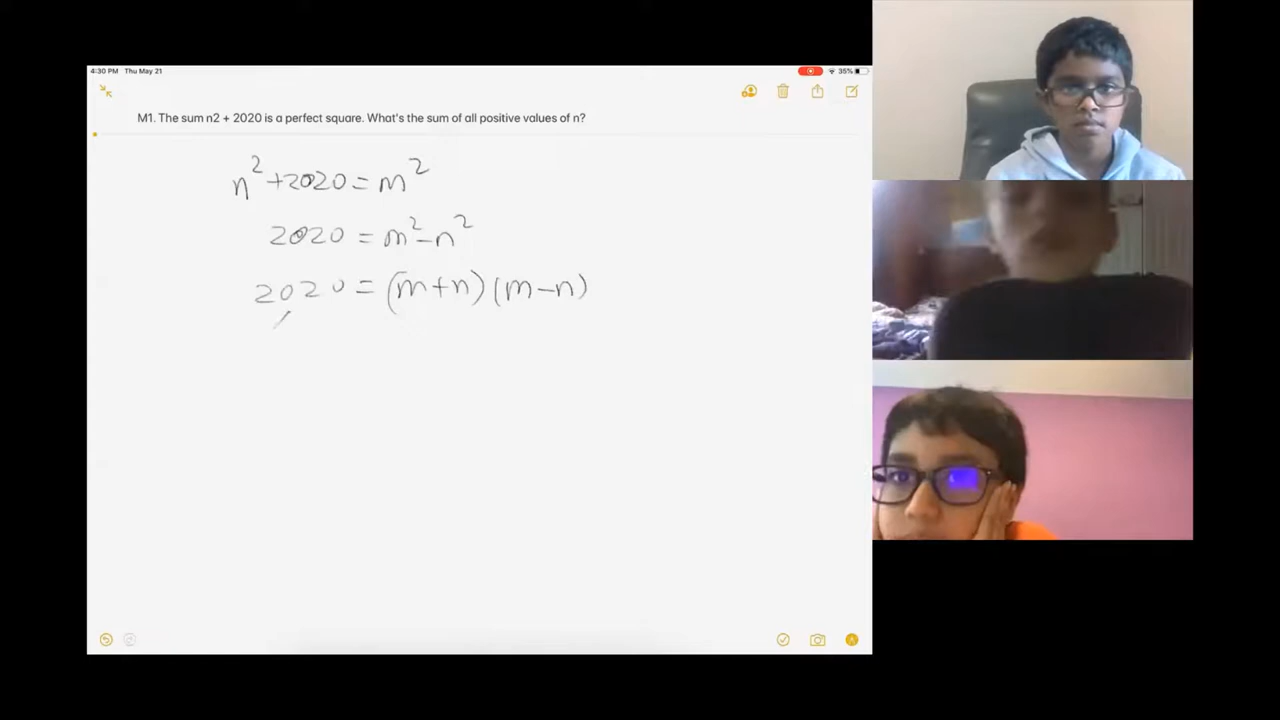 4:30 PM Thu May 21
35%
M1. The sum n2 + 2020 is a perfect square. What's the sum of all positive values of n?
n²+2020=m²
2020=m²-n²
2020=(m+n)(m-n)